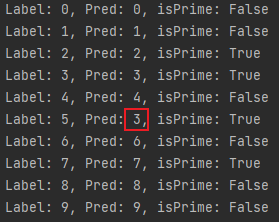 Label: 0, Pred: 0, isPrime: False
Label: 1, Pred: 1, isPrime: False
Label: 2, Pred: 2, isPrime: True
Label: 3, Pred: 3, isPrime: True
Label: 4, Pred: 4, isPrime: False
Label: 5, Pred: 3, isPrime: True
Label: 6, Pred: 6, isPrime: False
Label: 7, Pred: 7, isPrime: True
Label: 8, Pred: 8, isPrime: False
Label: 9, Pred: 9, isPrime: False